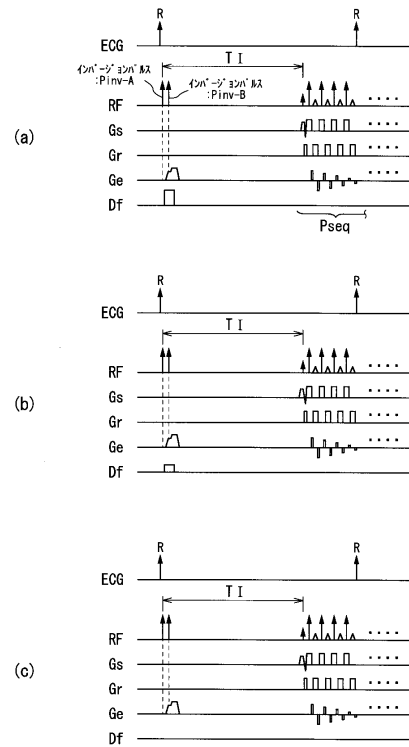 R R
ECG
TI
インバージョンパルス
:Pinv-A
インバージョンパルス
:Pinv-B
RF
Gs
(a)
Gr
Ge
Df
Pseq
R R
ECG
TI
RF
Gs
(b)
Gr
Ge
Df
R R
ECG
TI
RF
Gs
(c)
Gr
Ge
Df